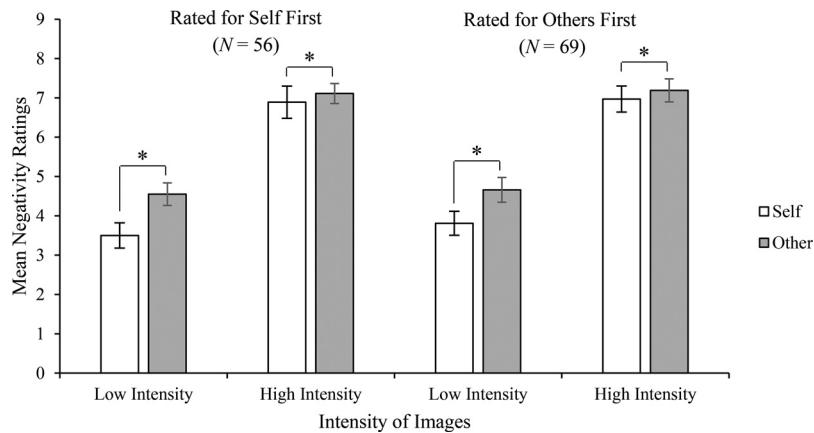 Rated for Self First
(N = 56)
Rated for Others First
(N = 69)
Mean Negativity Ratings
9
8
7
6
5
4
3
2
1
0
*
*
*
*
Self
Other
Low Intensity
High Intensity
Low Intensity
High Intensity
Intensity of Images